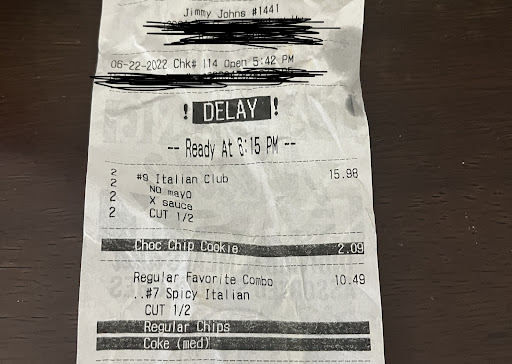 Jimmy Johns #1441
06-22-2022 Chk# 114 Open 5:42 PM
! DELAY !
-- Ready At 6:15 PM --
2 #9 Italian Club 15.98
2 No mayo
2 X sauce
2 CUT 1/2
Choc Chip Cookie 2.09
Regular Favorite Combo 10.49
..#7 Spicy Italian
CUT 1/2
Regular Chips
Coke (med)